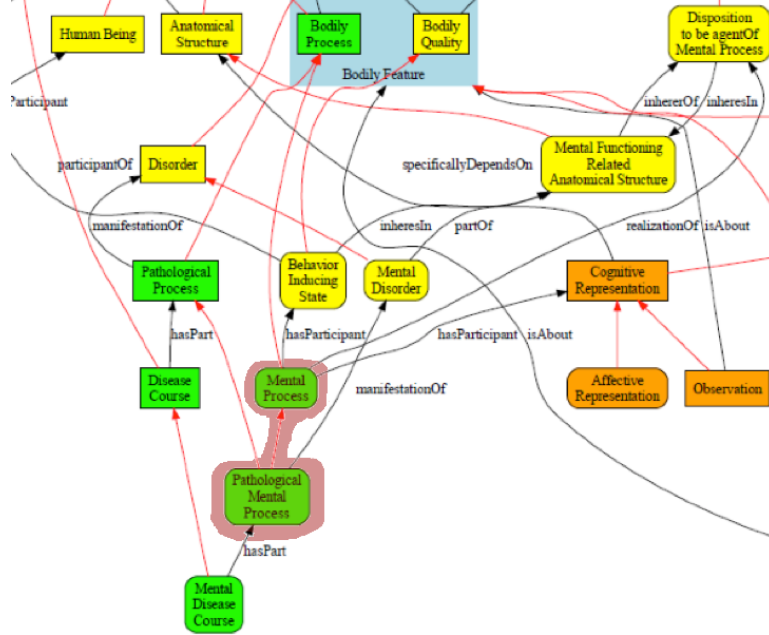 Human Being
Anatomical
Structure
Bodily
Process
Bodily
Quality
Disposition
to be agentOf
Mental Process
Bodily Feature
Participant
inhererOf
inheresIn
participantOf
Disorder
specificallyDependsOn
Mental Functioning
Related
Anatomical Structure
manifestationOf
inheresIn
partOf
realizationOf
isAbout
Pathological
Process
Behavior
Inducing
State
Mental
Disorder
Cognitive
Representation
hasPart
hasParticipant
hasParticipant
isAbout
Disease
Course
Mental
Process
manifestationOf
Affective
Representation
Observation
Pathological
Mental
Process
hasPart
Mental
Disease
Course